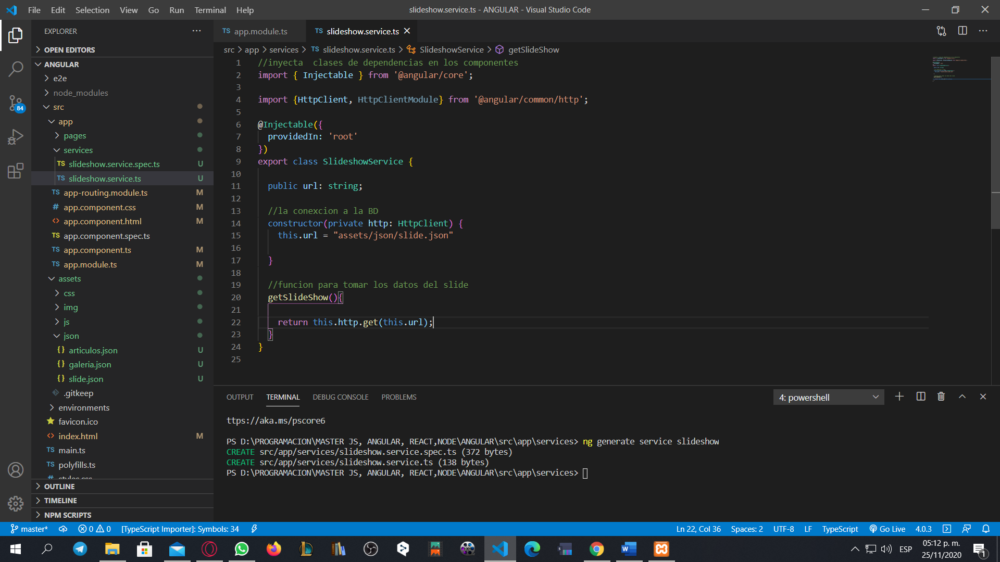 File Edit Selection View Go Run Terminal Help
slideshow.service.ts - ANGULAR - Visual Studio Code
EXPLORER
OPEN EDITORS
ANGULAR
e2e
node_modules
src
app
pages
services
TS slideshow.service.spec.ts U
TS slideshow.service.ts U
TS app-routing.module.ts M
# app.component.css M
<> app.component.html M
TS app.component.spec.ts
TS app.component.ts M
TS app.module.ts M
assets
css
img
js
json
{} articulos.json U
{} galeria.json U
{} slide.json U
.gitkeep
environments
favicon.ico
<> index.html M
TS main.ts
TS polyfills.ts
# styles.css
OUTLINE
TIMELINE
NPM SCRIPTS
84
TS app.module.ts
TS slideshow.service.ts
src > app > services > TS slideshow.service.ts > SlideshowService > getSlideShow
1 //inyecta  clases de dependencias en los componentes
2 import { Injectable } from '@angular/core';
3
4 import {HttpClient, HttpClientModule} from '@angular/common/http';
5
6 @Injectable({
7   providedIn: 'root'
8 })
9 export class SlideshowService {
10
11   public url: string;
12
13   //la conexcion a la BD
14   constructor(private http: HttpClient) {
15     this.url = "assets/json/slide.json"
16
17   }
18
19   //funcion para tomar los datos del slide
20   getSlideShow(){
21
22     return this.http.get(this.url);
23   }
24 }
25
OUTPUT TERMINAL DEBUG CONSOLE PROBLEMS
4: powershell
ttps://aka.ms/pscore6
PS D:\PROGRAMACION\MASTER JS, ANGULAR, REACT,NODE\ANGULAR\src\app\services> ng generate service slideshow
CREATE src/app/services/slideshow.service.spec.ts (372 bytes)
CREATE src/app/services/slideshow.service.ts (138 bytes)
PS D:\PROGRAMACION\MASTER JS, ANGULAR, REACT,NODE\ANGULAR\src\app\services>
master* 0 0 [TypeScript Importer]: Symbols: 34
Ln 22, Col 36 Spaces: 2 UTF-8 LF TypeScript Go Live 4.0.3
ESP
05:12 p. m.
25/11/2020
1